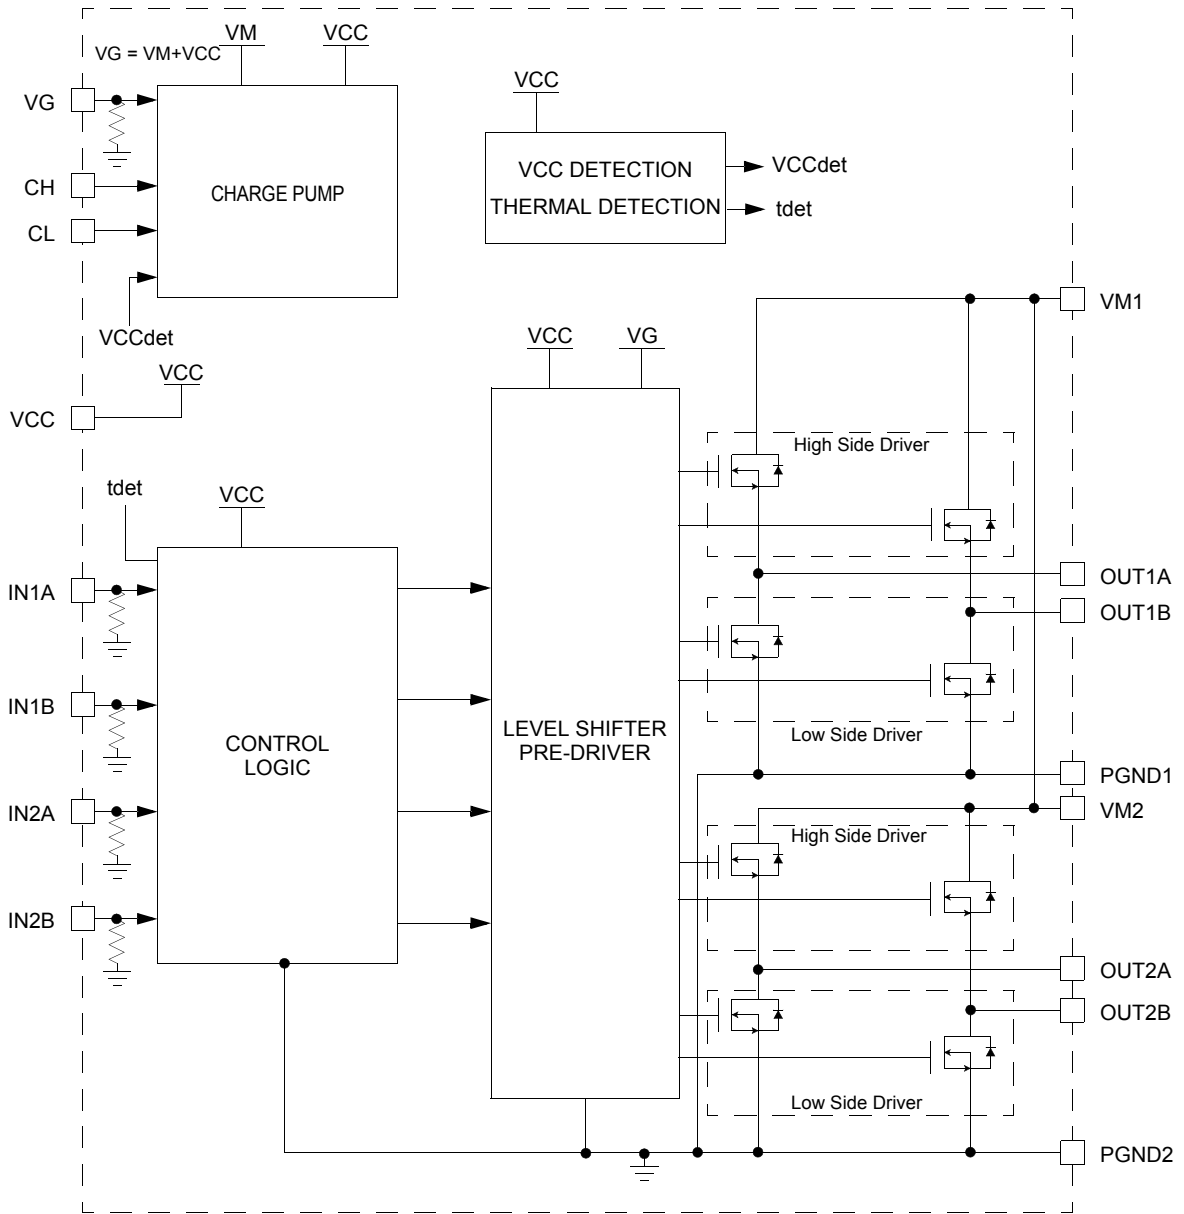 VG = VM+VCC
VM
VCC
VG
CH
CL
CHARGE PUMP
VCCdet
VCC
VCC DETECTION
THERMAL DETECTION
VCCdet
tdet
VCC
VCC
tdet
VCC
IN1A
IN1B
IN2A
IN2B
CONTROL
LOGIC
VCC
VG
LEVEL SHIFTER
PRE-DRIVER
High Side Driver
Low Side Driver
High Side Driver
Low Side Driver
VM1
OUT1A
OUT1B
PGND1
VM2
OUT2A
OUT2B
PGND2